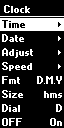 Clock
Time ▸
Date ▸
Adjust ▸
Speed ▸
Fmt D.M.Y
Size hms
Dial D
OFF On